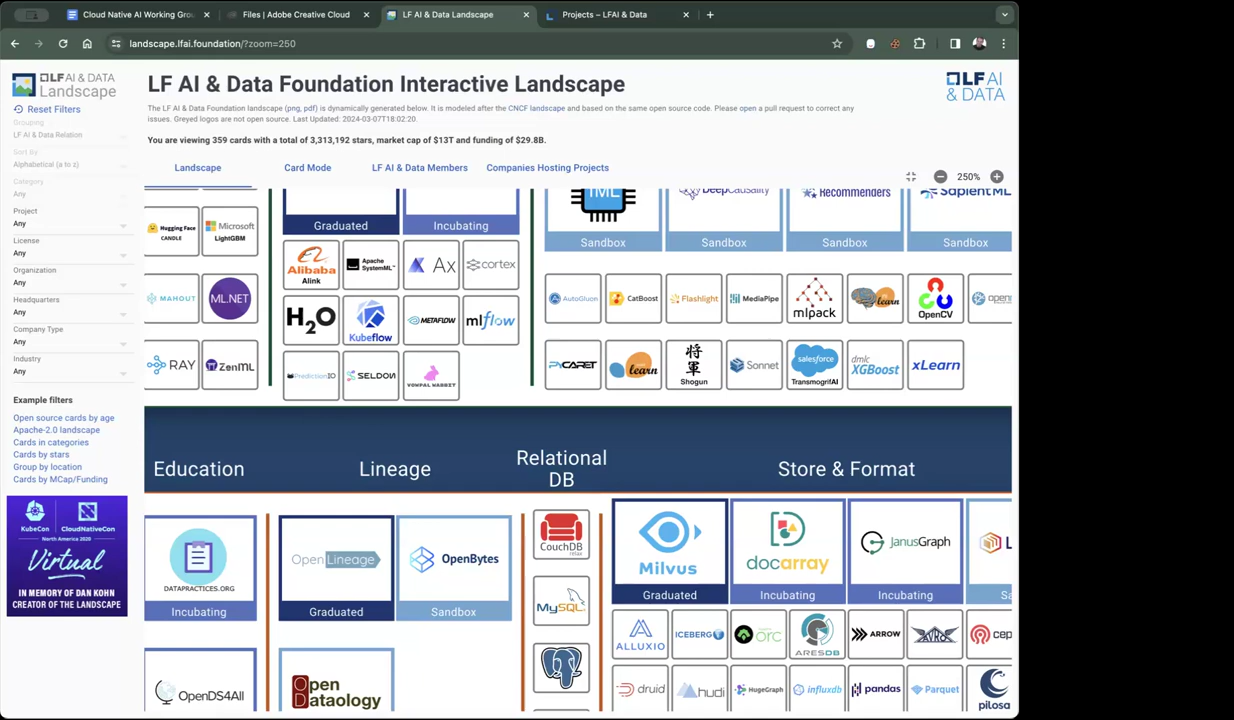 Cloud Native AI Working Grou
Files | Adobe Creative Cloud
LF AI & Data Landscape
Projects – LFAI & Data
landscape.lfai.foundation/?zoom=250
LF AI & DATA
Landscape
Reset Filters
Grouping
LF AI & Data Relation
Sort By
Alphabetical (a to z)
Category
Any
Project
Any
License
Any
Organization
Any
Headquarters
Any
Company Type
Any
Industry
Any
Example filters
Open source cards by age
Apache-2.0 landscape
Cards in categories
Cards by stars
Group by location
Cards by MCap/Funding
KubeCon
CloudNativeCon
North America 2020
Virtual
IN MEMORY OF DAN KOHN
CREATOR OF THE LANDSCAPE
LF AI & Data Foundation Interactive Landscape
LF AI
& DATA
The LF AI & Data Foundation landscape (png, pdf) is dynamically generated below. It is modeled after the CNCF landscape and based on the same open source code. Please open a pull request to correct any
issues. Greyed logos are not open source. Last Updated: 2024-03-07T18:02:20.
You are viewing 359 cards with a total of 3,313,192 stars, market cap of $13T and funding of $29.8B.
Landscape
Card Mode
LF AI & Data Members
Companies Hosting Projects
250%
Hugging Face
CANDLE
Microsoft
LightGBM
MAHOUT
ML.NET
RAY
ZenML
Graduated
Incubating
Alibaba
Alink
Apache
SystemML
Ax
cortex
H2O
Kubeflow
METAFLOW
mlflow
PredictionIO
SELDON
VOWPAL WABBIT
DeepCausality
Recommenders
Sapient ML
Sandbox
Sandbox
Sandbox
Sandbox
AutoGluon
CatBoost
Flashlight
MediaPipe
mlpack
learn
OpenCV
PYCARET
learn
将
軍
Shogun
Sonnet
salesforce
TransmogrifAI
dmlc
XGBoost
xLearn
Education
Lineage
Relational
DB
Store & Format
DATAPRACTICES.ORG
Incubating
OpenDS4All
OpenLineage
Graduated
OpenBytes
Sandbox
Open
Dataology
CouchDB
relax
MySQL
Milvus
Graduated
docarray
Incubating
JanusGraph
Incubating
ALLUXIO
ICEBERG
orc
ARESDB
ARROW
AVRO
cep
druid
hudi
HugeGraph
influxdb
pandas
Parquet
pilosa